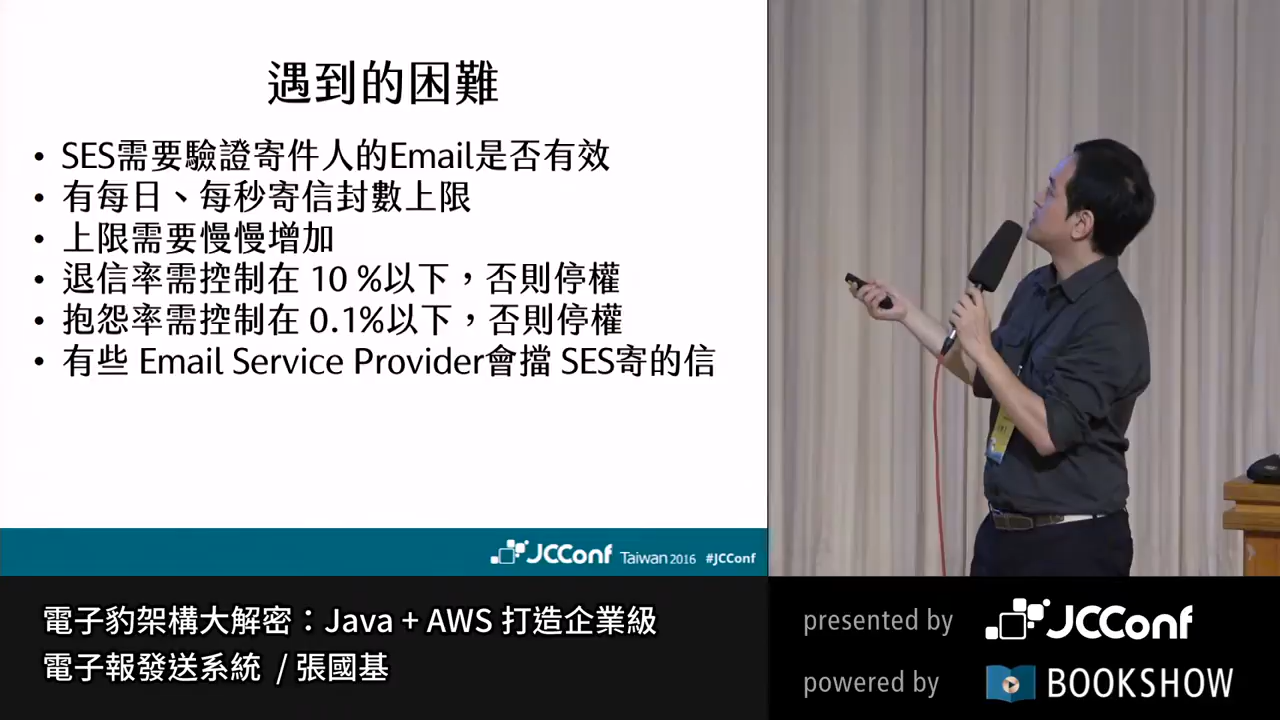 遇到的困難
• SES需要驗證寄件人的Email是否有效
• 有每日、每秒寄信封數上限
• 上限需要慢慢增加
• 退信率需控制在 10 %以下，否則停權
• 抱怨率需控制在 0.1%以下，否則停權
• 有些 Email Service Provider會擋 SES寄的信
JCConf Taiwan 2016 #JCConf
電子豹架構大解密：Java + AWS 打造企業級
電子報發送系統 / 張國基
presented by JCConf
powered by BOOKSHOW